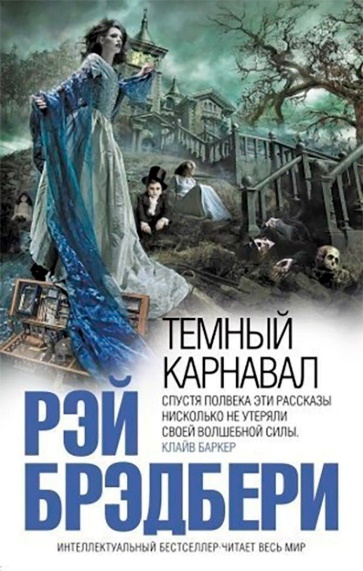 ТЕМНЫЙ
КАРНАВАЛ
СПУСТЯ ПОЛВЕКА ЭТИ РАССКАЗЫ
НИСКОЛЬКО НЕ УТЕРЯЛИ
СВОЕЙ ВОЛШЕБНОЙ СИЛЫ.
КЛАЙВ БАРКЕР
РЭЙ
БРЭДБЕРИ
ИНТЕЛЛЕКТУАЛЬНЫЙ БЕСТСЕЛЛЕР-ЧИТАЕТ ВЕСЬ МИР